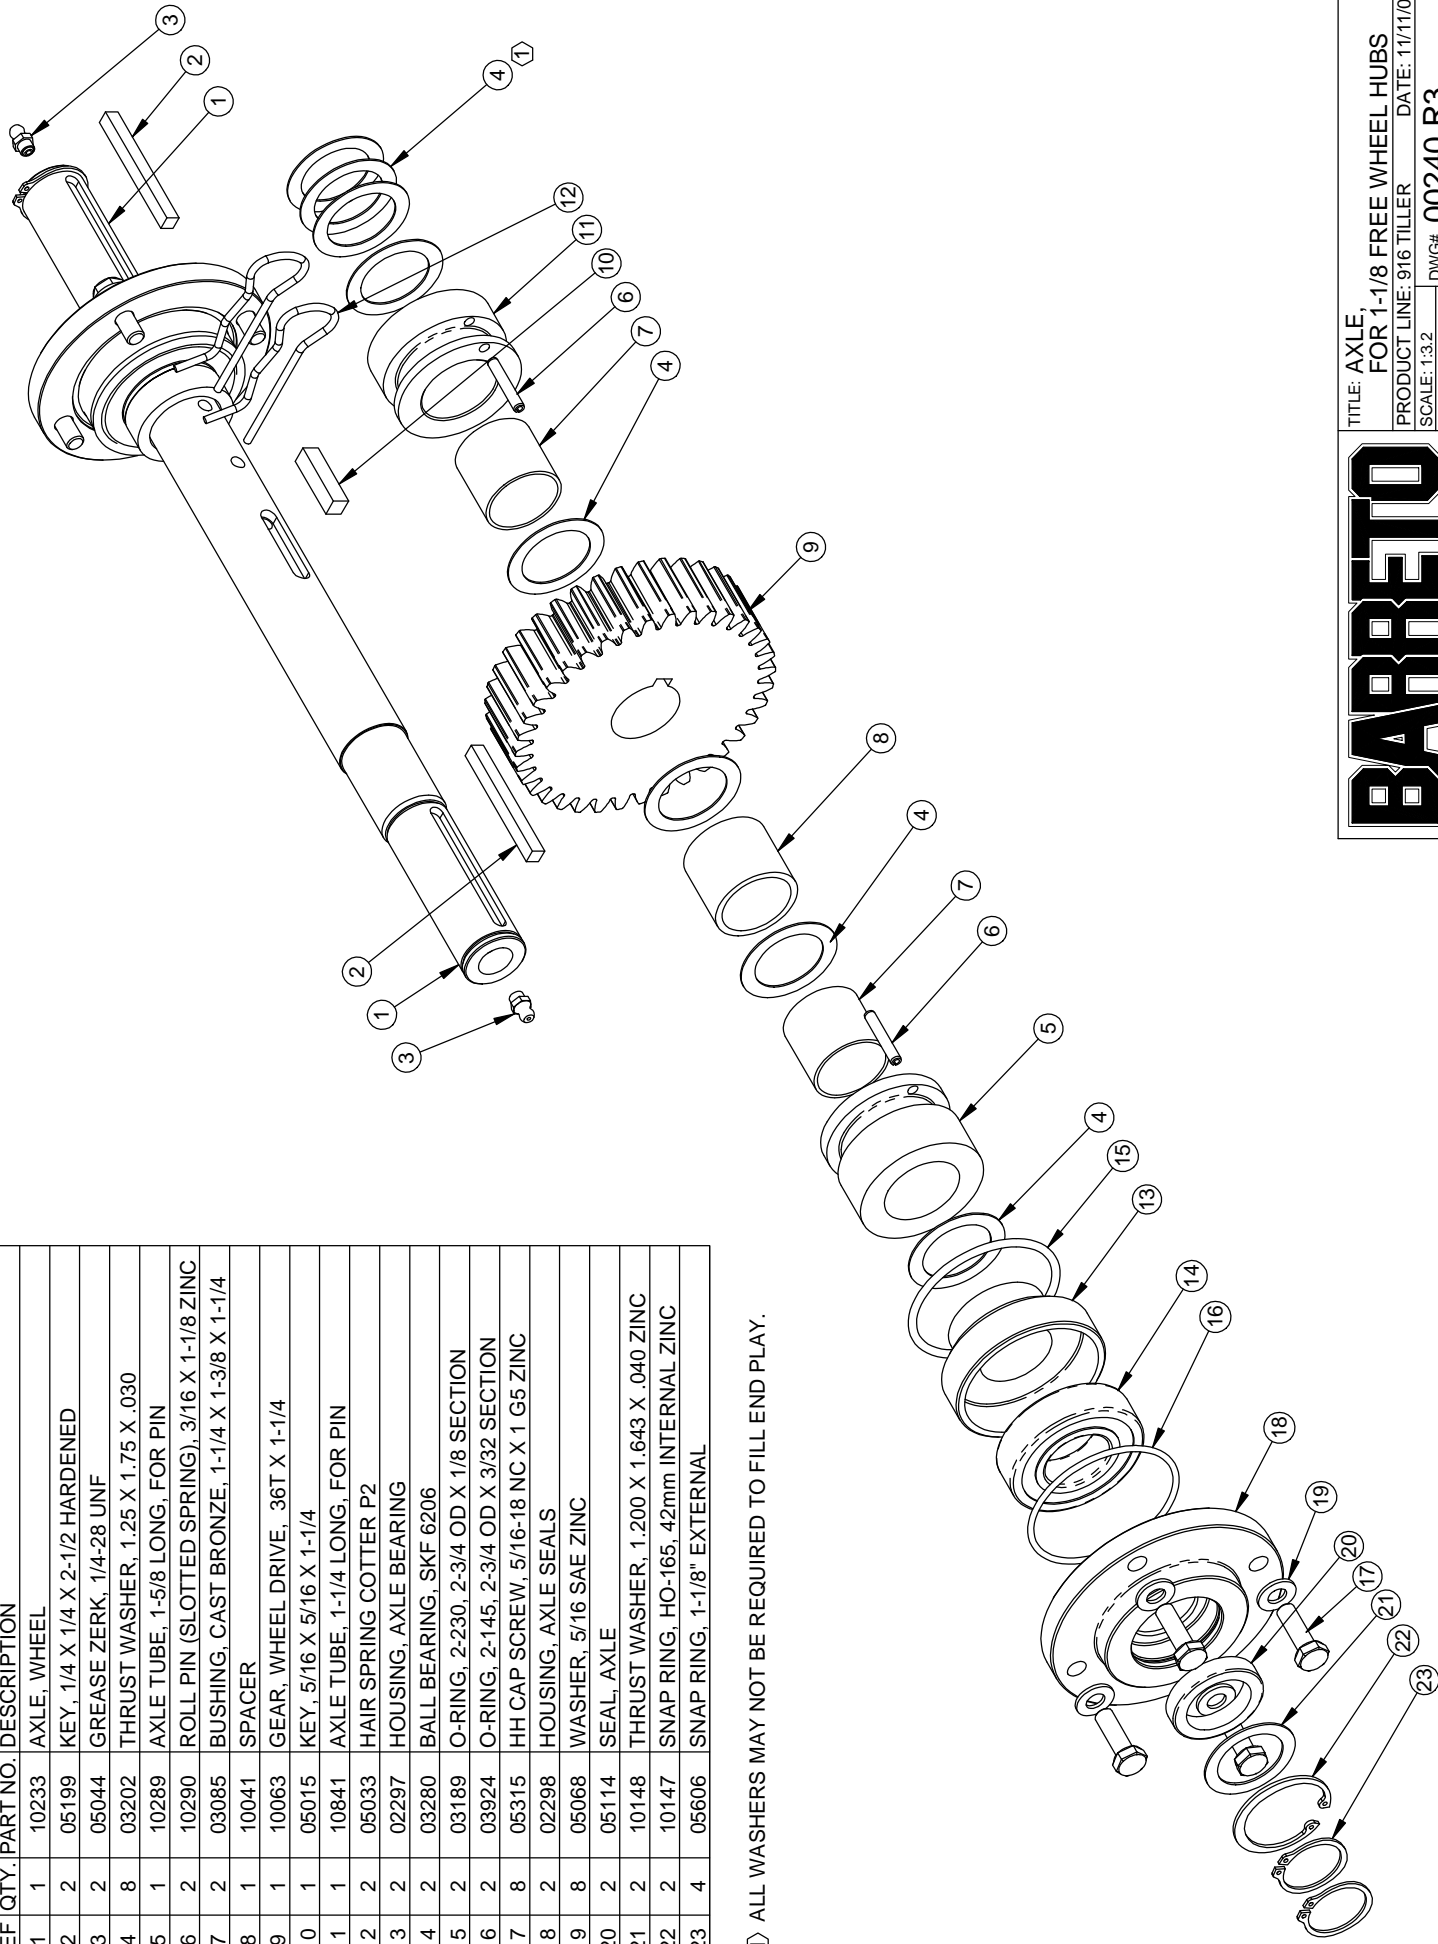 EF QTY. PART NO. DESCRIPTION
1 1 10233 AXLE, WHEEL
2 2 05199 KEY, 1/4 X 1/4 X 2-1/2 HARDENED
3 2 05044 GREASE ZERK, 1/4-28 UNF
4 8 03202 THRUST WASHER, 1.25 X 1.75 X .030
5 1 10289 AXLE TUBE, 1-5/8 LONG, FOR PIN
6 2 10290 ROLL PIN (SLOTTED SPRING), 3/16 X 1-1/8 ZINC
7 2 03085 BUSHING, CAST BRONZE, 1-1/4 X 1-3/8 X 1-1/4
8 1 10041 SPACER
9 1 10063 GEAR, WHEEL DRIVE, 36T X 1-1/4
0 1 05015 KEY, 5/16 X 5/16 X 1-1/4
1 1 10841 AXLE TUBE, 1-1/4 LONG, FOR PIN
2 2 05033 HAIR SPRING COTTER P2
3 2 02297 HOUSING, AXLE BEARING
4 2 03280 BALL BEARING, SKF 6206
5 2 03189 O-RING, 2-230, 2-3/4 OD X 1/8 SECTION
6 2 03924 O-RING, 2-145, 2-3/4 OD X 3/32 SECTION
7 8 05315 HH CAP SCREW, 5/16-18 NC X 1 G5 ZINC
8 2 02298 HOUSING, AXLE SEALS
9 8 05068 WASHER, 5/16 SAE ZINC
20 2 05114 SEAL, AXLE
21 2 10148 THRUST WASHER, 1.200 X 1.643 X .040 ZINC
22 2 10147 SNAP RING, HO-165, 42mm INTERNAL ZINC
23 4 05606 SNAP RING, 1-1/8" EXTERNAL
ALL WASHERS MAY NOT BE REQUIRED TO FILL END PLAY.
3
2
1
4
1
12
11
10
6
7
4
9
8
4
7
6
5
4
15
13
14
16
18
19
20
17
21
22
23
2
1
3
BARRETO
TITLE: AXLE,
FOR 1-1/8 FREE WHEEL HUBS
PRODUCT LINE: 916 TILLER DATE: 11/11/0
SCALE: 1:3.2 DWG# 00240 R3